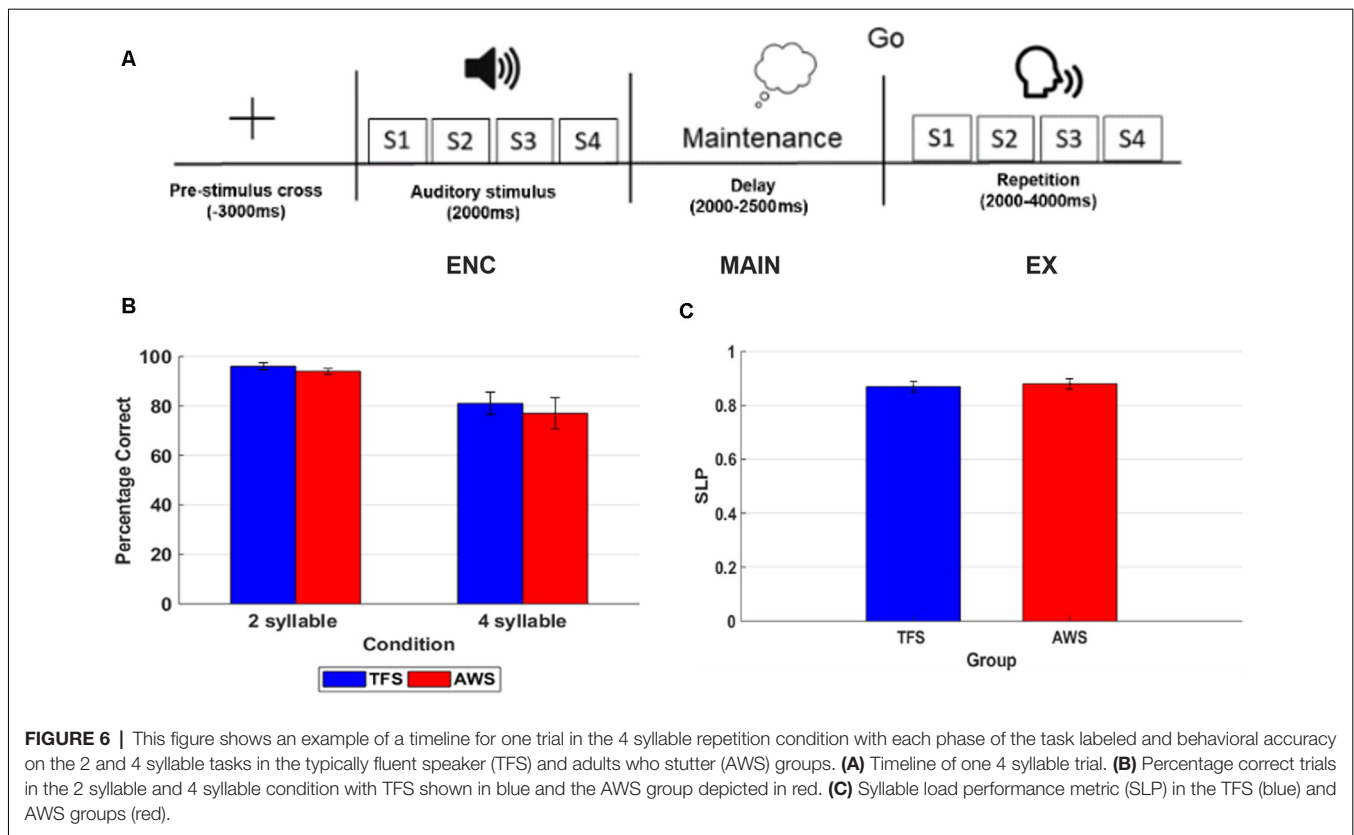 A
Go
S1 S2 S3 S4
Maintenance
S1 S2 S3 S4
Pre-stimulus cross
(-3000ms)
Auditory stimulus
(2000ms)
Delay
(2000-2500ms)
Repetition
(2000-4000ms)
ENC MAIN EX
B
Percentage Correct
100
80
60
40
20
0
2 syllable 4 syllable
Condition
TFS AWS
C
SLP
1
0.8
0.6
0.4
0.2
0
TFS AWS
Group
FIGURE 6 | This figure shows an example of a timeline for one trial in the 4 syllable repetition condition with each phase of the task labeled and behavioral accuracy
on the 2 and 4 syllable tasks in the typically fluent speaker (TFS) and adults who stutter (AWS) groups. (A) Timeline of one 4 syllable trial. (B) Percentage correct trials
in the 2 syllable and 4 syllable condition with TFS shown in blue and the AWS group depicted in red. (C) Syllable load performance metric (SLP) in the TFS (blue) and
AWS groups (red).